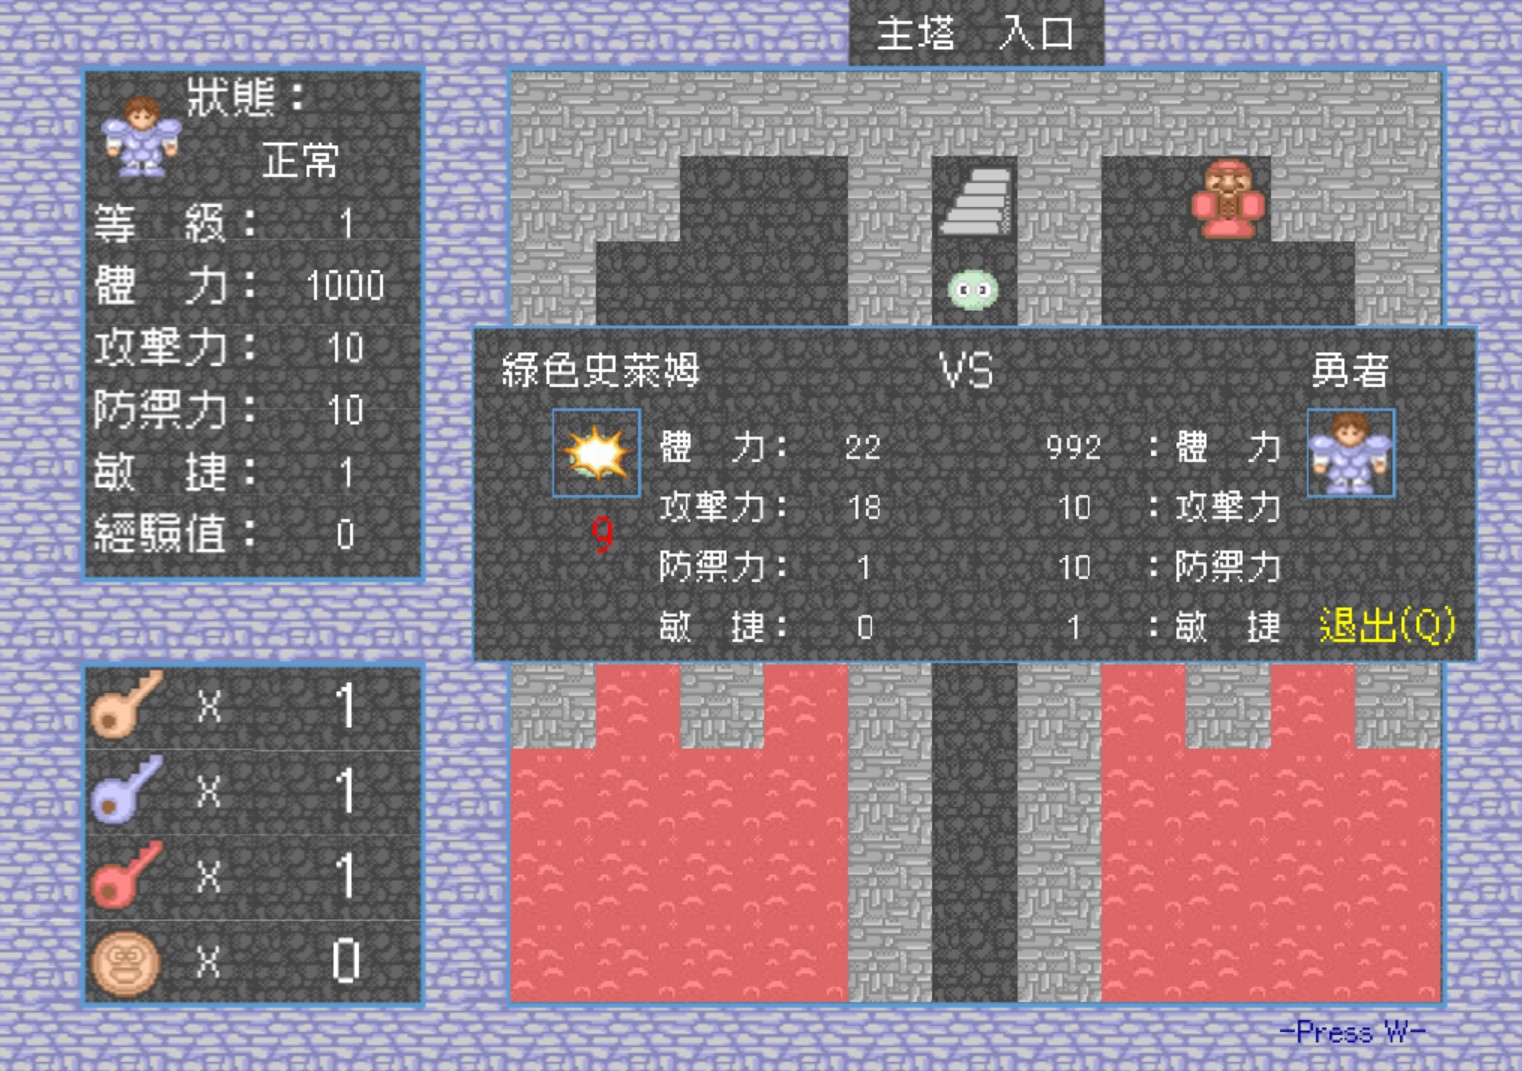 主塔 入口
狀態：
正常
等 級： 1
體 力： 1000
攻擊力： 10
防禦力： 10
敏 捷： 1
經驗值： 0
綠色史萊姆 VS 勇者
體 力： 22 992 ：體 力
攻擊力： 18 10 ：攻擊力
9
防禦力： 1 10 ：防禦力
敏 捷： 0 1 ：敏 捷 退出(Q)
X 1
X 1
X 1
X 0
-Press W-